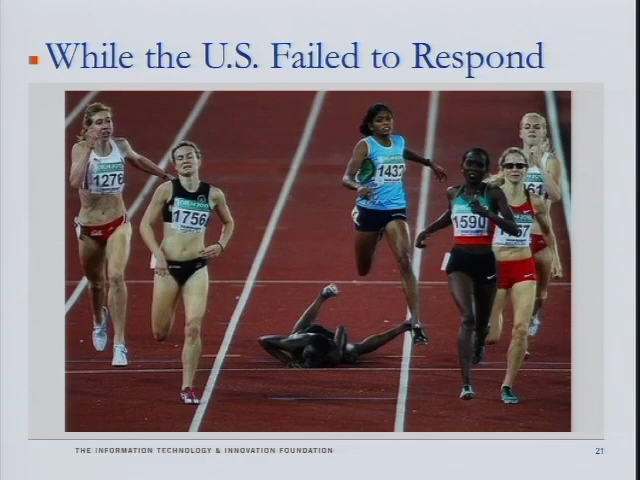 While the U.S. Failed to Respond
1276
1756
1432
1590
THE INFORMATION TECHNOLOGY & INNOVATION FOUNDATION
21